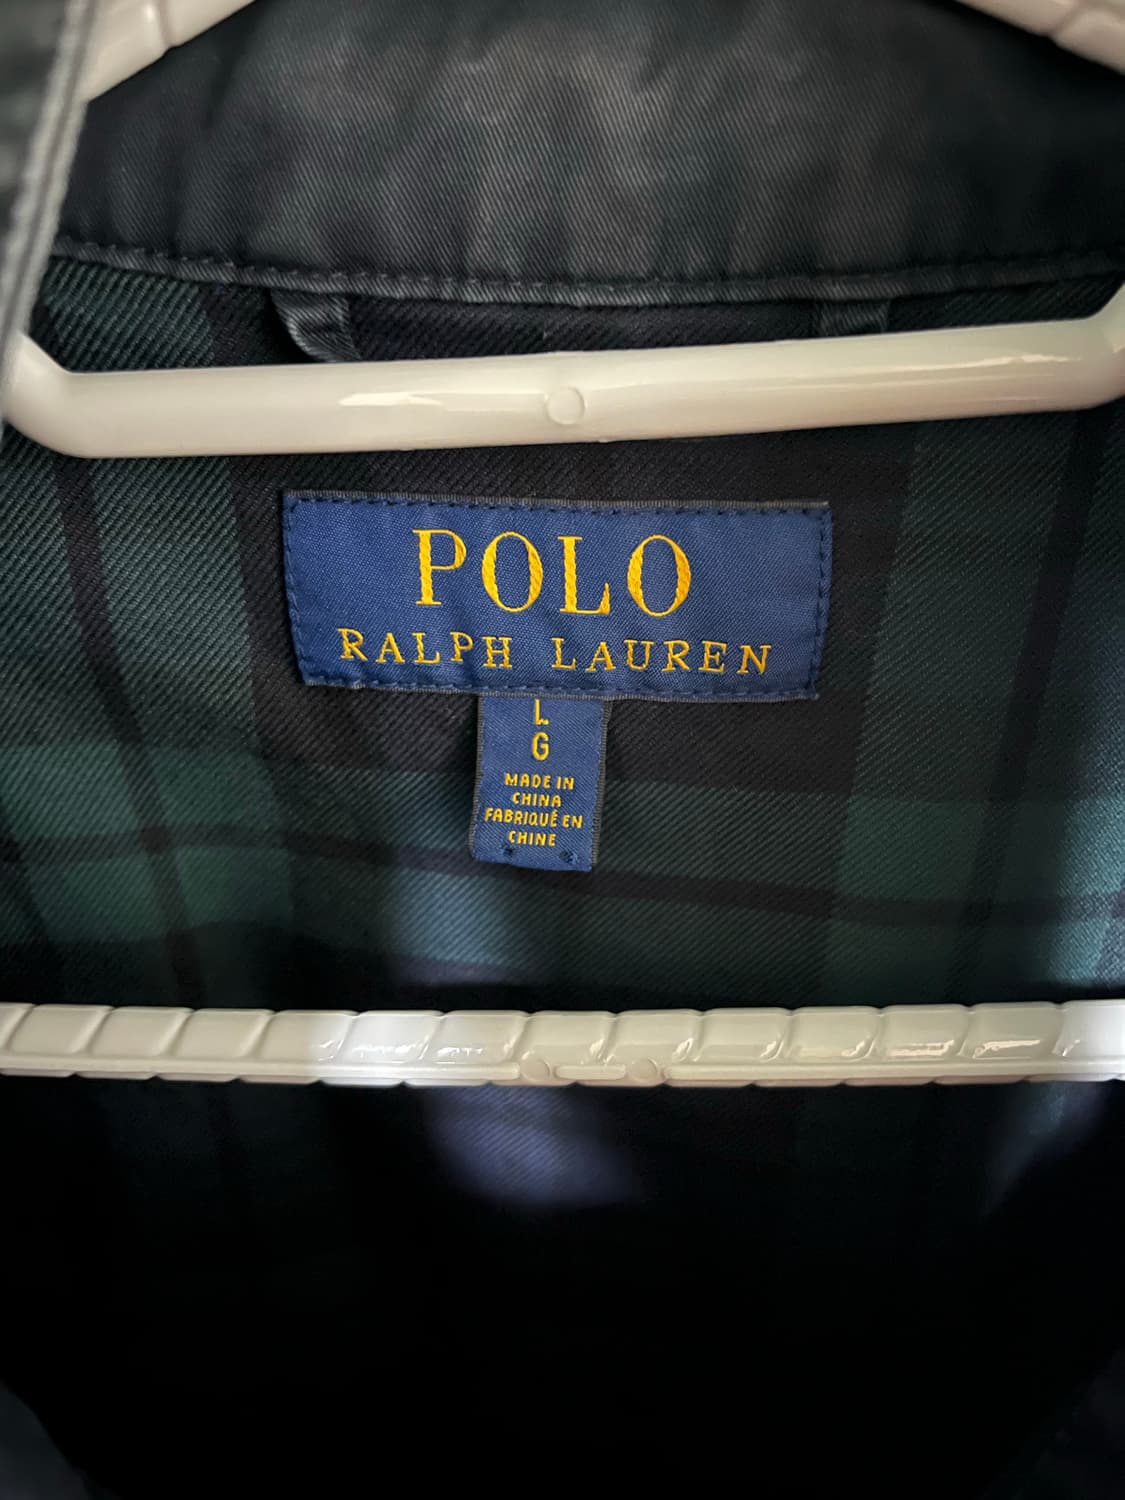 POLO
RALPH LAUREN
L
G
MADE IN
CHINA
FABRIQUÉ EN
CHINE